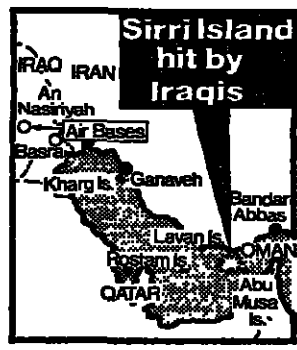 Sirri Island
hit by
Iraqis
IRAQ
IRAN
An
Nasiriyah
Air Bases
Basra
Kharg Is.
Ganaveh
Bandar
Abbas
Lavan Is.
OMAN
Rostam Is.
QATAR
Abu
Musa
Is.